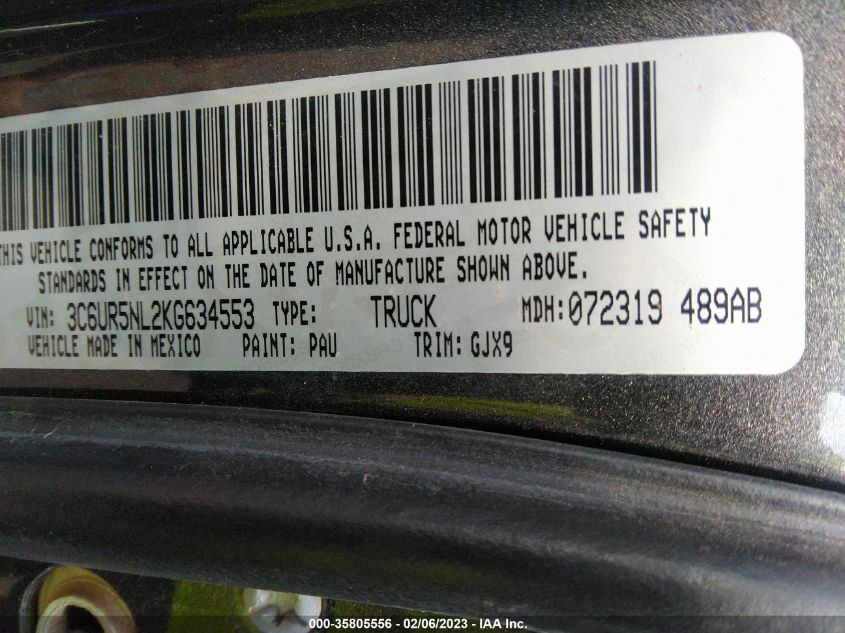 THIS VEHICLE CONFORMS TO ALL APPLICABLE U.S.A. FEDERAL MOTOR VEHICLE SAFETY
STANDARDS IN EFFECT ON THE DATE OF MANUFACTURE SHOWN ABOVE.
VIN: 3C6UR5NL2KG634553 TYPE: TRUCK MDH: 072319 489AB
VEHICLE MADE IN MEXICO PAINT: PAU TRIM: GJX9
000-35805556 - 02/06/2023 - IAA Inc.